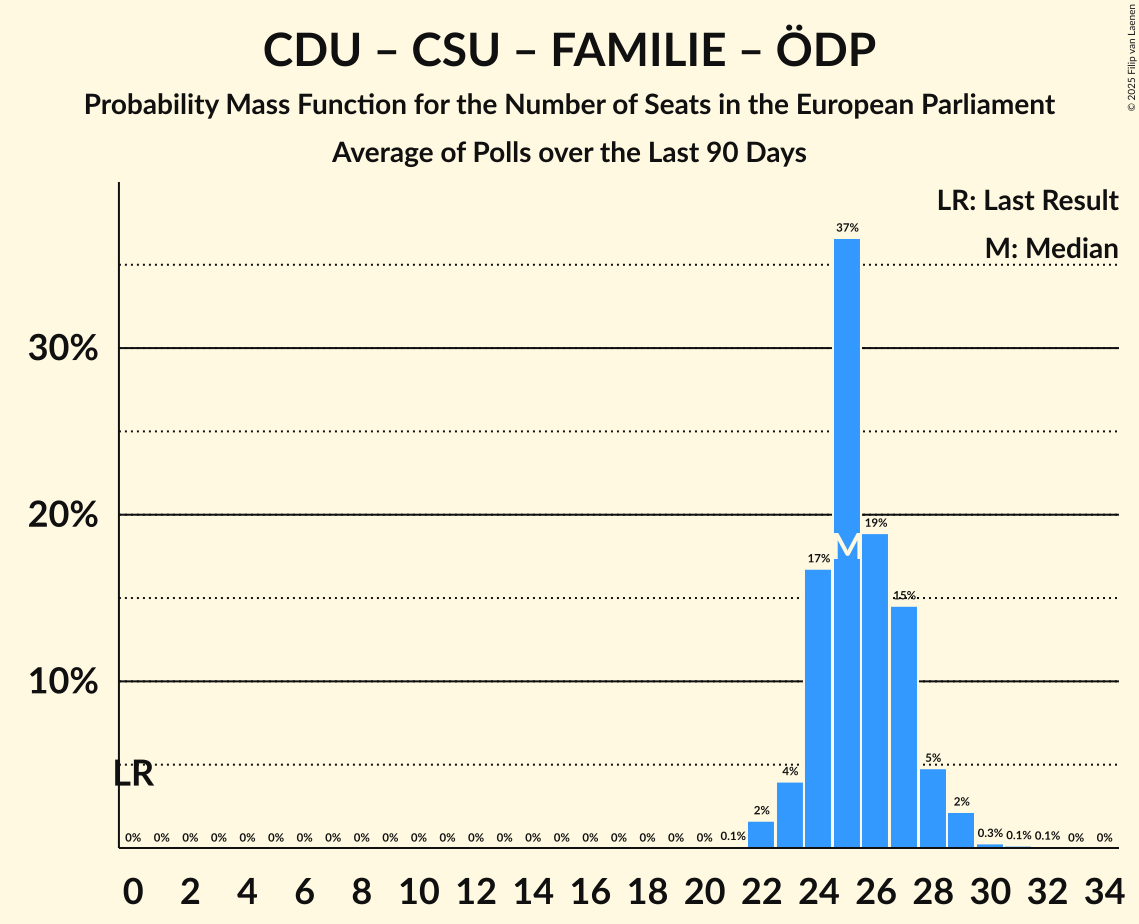 CDU – CSU – FAMILIE – ÖDP
Probability Mass Function for the Number of Seats in the European Parliament
Average of Polls over the Last 90 Days
© 2025 Filip van Laenen
LR: Last Result
M: Median
37%
30%
20%
19%
M
17%
15%
10%
LR
5%
4%
2%
2%
0% 0% 0% 0% 0% 0% 0% 0% 0% 0% 0% 0% 0% 0% 0% 0% 0% 0% 0% 0% 0% 0.1% 0.3% 0.1% 0.1% 0% 0%
0 2 4 6 8 10 12 14 16 18 20 22 24 26 28 30 32 34